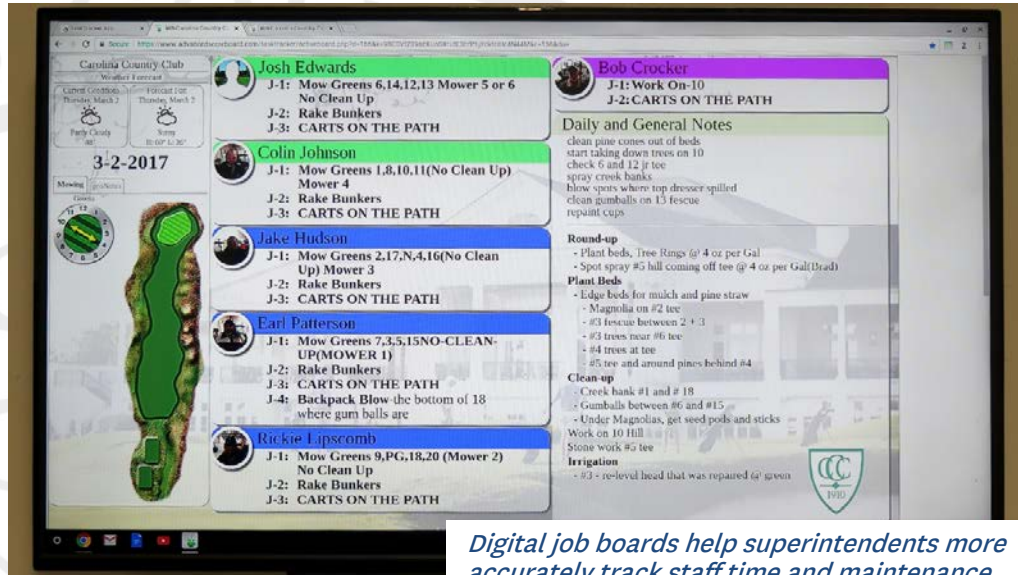 Secure
Carolina Country Club
Weather Forecast
Current Conditions
Thursday, March 2
Partly Cloudy
Forecast For:
Thursday, March 2
Sunny
3-2-2017
Mowing
Greens
Josh Edwards
J-1: Mow Greens 6,14,12,13 Mower 5 or 6
No Clean Up
J-2: Rake Bunkers
J-3: CARTS ON THE PATH
Colin Johnson
J-1: Mow Greens 1,8,10,11(No Clean Up)
Mower 4
J-2: Rake Bunkers
J-3: CARTS ON THE PATH
Jake Hudson
J-1: Mow Greens 2,17,N,4,16(No Clean
Up) Mower 3
J-2: Rake Bunkers
J-3: CARTS ON THE PATH
Earl Patterson
J-1: Mow Greens 7,3,5,15NO-CLEAN-
UP(MOWER 1)
J-2: Rake Bunkers
J-3: CARTS ON THE PATH
J-4: Backpack Blow-the bottom of 18
where gum balls are
Rickie Lipscomb
J-1: Mow Greens 9,PG,18,20 (Mower 2)
No Clean Up
J-2: Rake Bunkers
J-3: CARTS ON THE PATH
Bob Crocker
J-1: Work On-10
J-2: CARTS ON THE PATH
Daily and General Notes
clean pine cones out of beds
start taking down trees on 10
check 6 and 12 jr tee
spray creek banks
blow spots where top dresser spilled
clean gumballs on 13 fescue
repaint cups
Round-up
- Plant beds, Tree Rings @ 4 oz per Gal
- Spot spray #5 hill coming off tee @ 4 oz per Gal(Brad)
Plant Beds
- Edge beds for mulch and pine straw
- Magnolia on #2 tee
- #3 fescue between 2 + 3
- #3 trees near #6 tee
- #4 trees at tee
- #5 tee and around pines behind #4
Clean-up
- Creek bank #1 and # 18
- Gumballs between #6 and #15
- Under Magnolias, get seed pods and sticks
Work on 10 Hill
Stone work #5 tee
Irrigation
- #3 - re-level head that was repaired @ green
CCC
1910
Digital job boards help superintendents more
accurately track staff time and maintenance